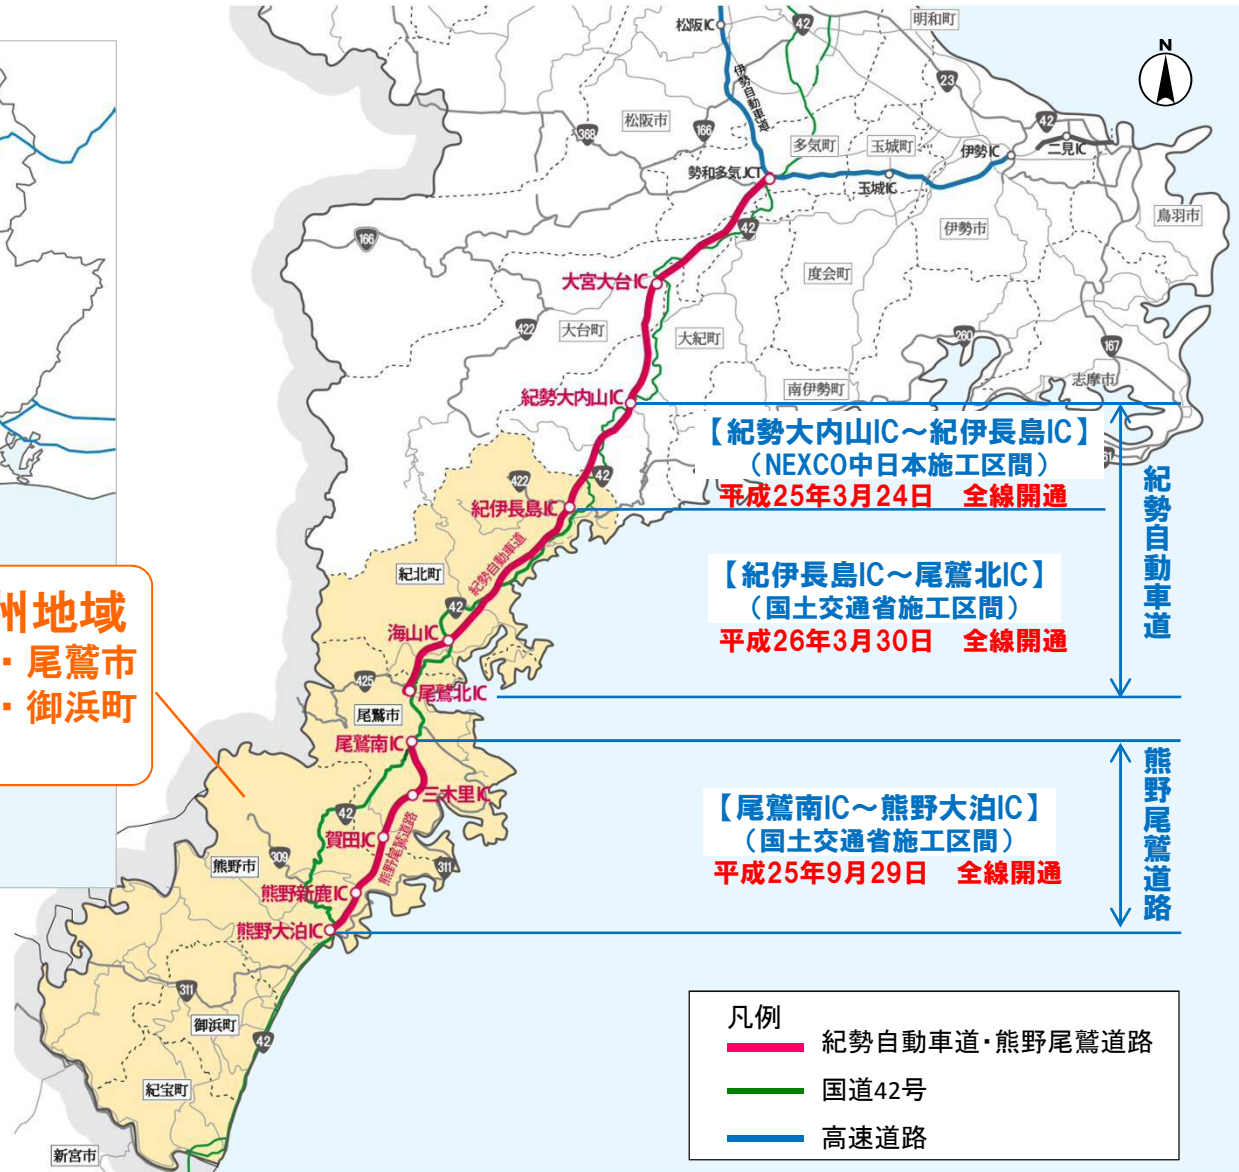 松阪IC
42
明和町
N
伊勢自動車道
23
松阪市
368
166
42
多気町
玉城町
伊勢IC
二見IC
勢和多気JCT
玉城IC
鳥羽市
伊勢市
166
42
度会町
大宮大台IC
422
大台町
大紀町
260
167
志摩市
南伊勢町
紀勢大内山IC
【紀勢大内山IC～紀伊長島IC】
（NEXCO中日本施工区間）
平成25年3月24日　全線開通
422
42
紀伊長島IC
紀勢自動車道
紀勢自動車道
紀北町
【紀伊長島IC～尾鷲北IC】
（国土交通省施工区間）
平成26年3月30日　全線開通
42
海山IC
州地域
・尾鷲市
・御浜町
425
尾鷲北IC
尾鷲市
尾鷲南IC
熊野尾鷲道路
三木里IC
42
【尾鷲南IC～熊野大泊IC】
（国土交通省施工区間）
平成25年9月29日　全線開通
賀田IC
熊野尾鷲道路
309
311
熊野市
熊野新鹿IC
熊野大泊IC
311
御浜町
42
紀宝町
新宮市
凡例
紀勢自動車道・熊野尾鷲道路
国道42号
高速道路